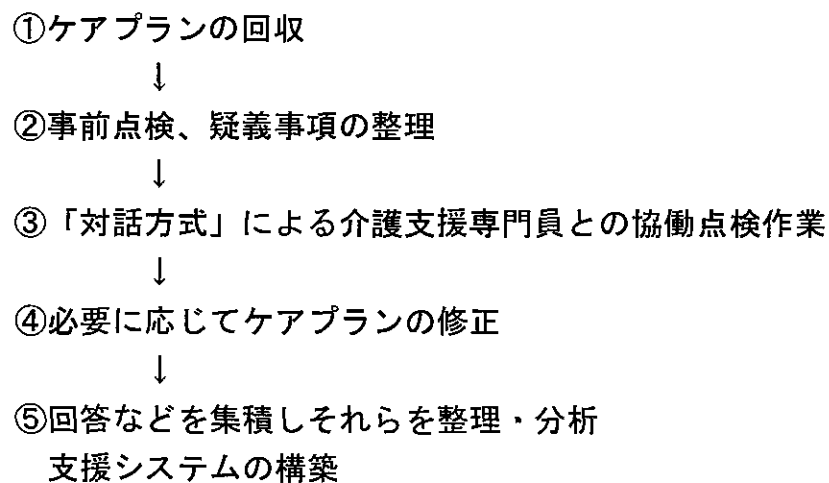 ①ケアプランの回収
↓
②事前点検、疑義事項の整理
↓
③「対話方式」による介護支援専門員との協働点検作業
↓
④必要に応じてケアプランの修正
↓
⑤回答などを集積しそれらを整理・分析
支援システムの構築